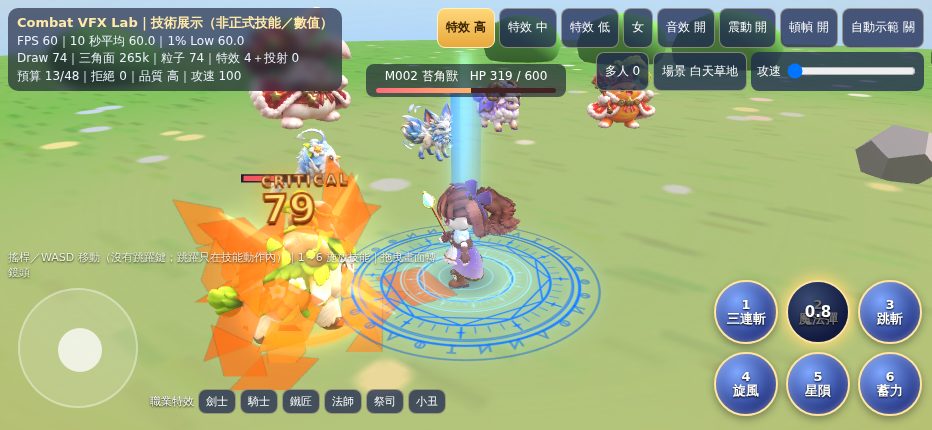 Combat VFX Lab｜技術展示（非正式技能／數值）
FPS 60｜10 秒平均 60.0｜1% Low 60.0
Draw 74｜三角面 265k｜粒子 74｜特效 4＋投射 0
預算 13/48｜拒絕 0｜品質 高｜攻速 100
特效 高
特效 中
特效 低
女
音效 開
震動 開
頓幀 開
自動示範 關
多人 0
場景 白天草地
攻速
M002 苔角獸 HP 319 / 600
CRITICAL
79
搖桿／WASD 移動（沒有跳躍鍵；跳躍只在技能動作內）｜1–6 施放技能｜拖曳畫面轉
鏡頭
1
三連斬
2
魔法彈
0.8
3
跳斬
4
旋風
5
星隕
6
蓄力
職業特效
劍士
騎士
鐵匠
法師
祭司
小丑